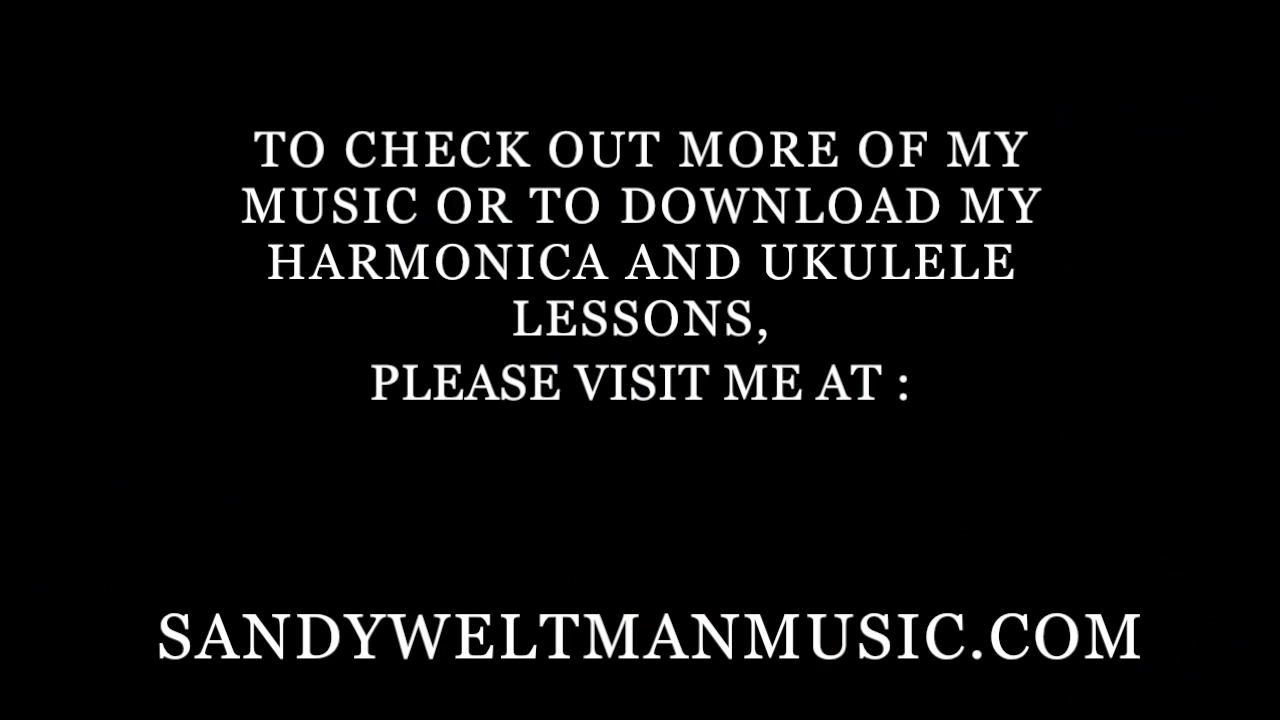 TO CHECK OUT MORE OF MY
MUSIC OR TO DOWNLOAD MY
HARMONICA AND UKULELE
LESSONS,
PLEASE VISIT ME AT :
SANDYWELTMANMUSIC.COM